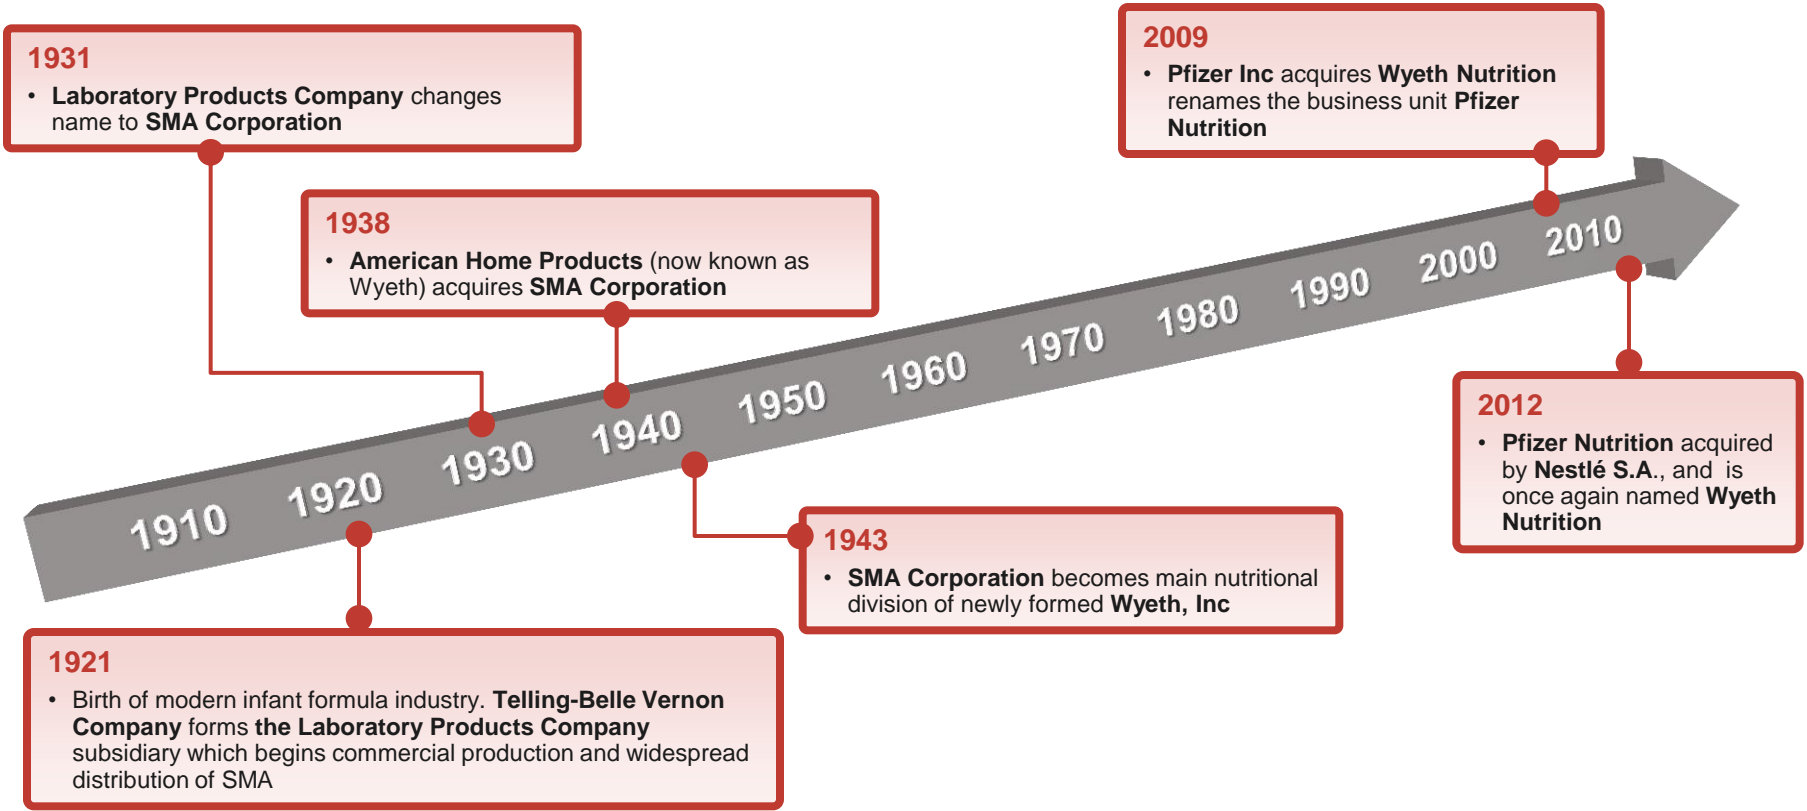 1931
• Laboratory Products Company changes
name to SMA Corporation
2009
• Pfizer Inc acquires Wyeth Nutrition
renames the business unit Pfizer
Nutrition
1938
• American Home Products (now known as
Wyeth) acquires SMA Corporation
1910 1920 1930 1940 1950 1960 1970 1980 1990 2000 2010
2012
• Pfizer Nutrition acquired
by Nestlé S.A., and  is
once again named Wyeth
Nutrition
1943
• SMA Corporation becomes main nutritional
division of newly formed Wyeth, Inc
1921
• Birth of modern infant formula industry. Telling-Belle Vernon
Company forms the Laboratory Products Company
subsidiary which begins commercial production and widespread
distribution of SMA